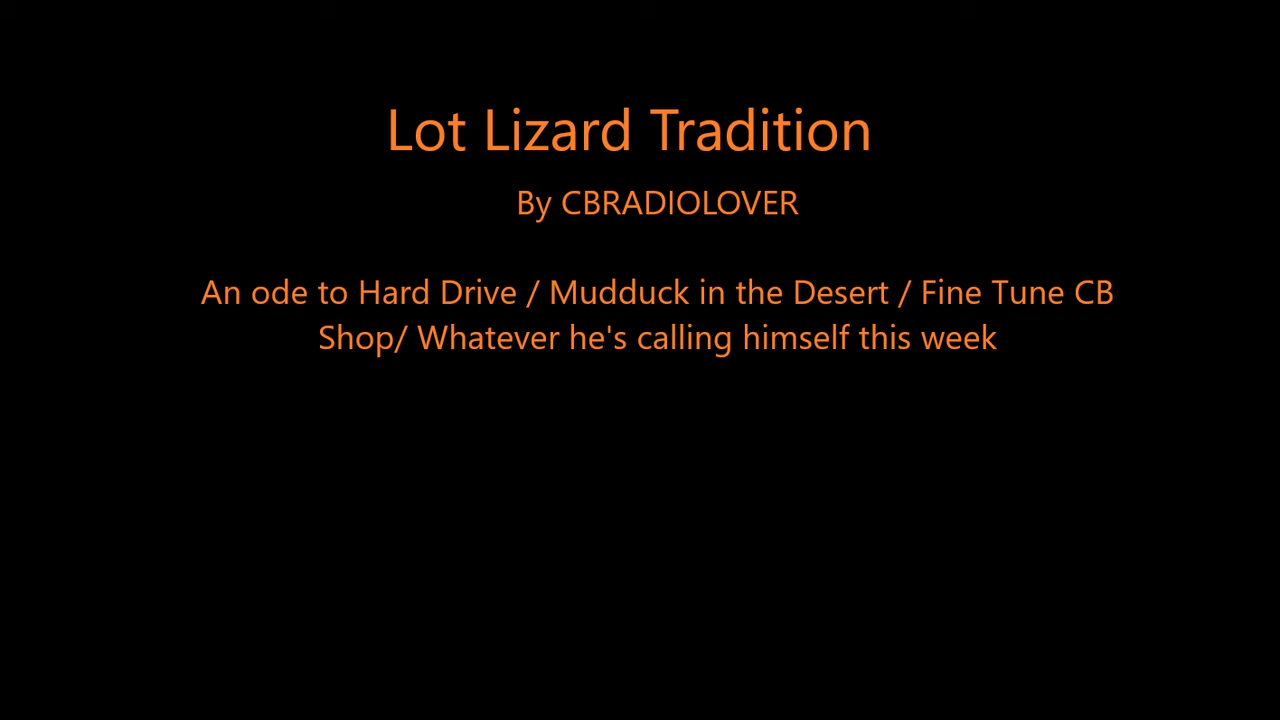 Lot Lizard Tradition
By CBRADIOLOVER
An ode to Hard Drive / Mudduck in the Desert / Fine Tune CB
Shop/ Whatever he's calling himself this week